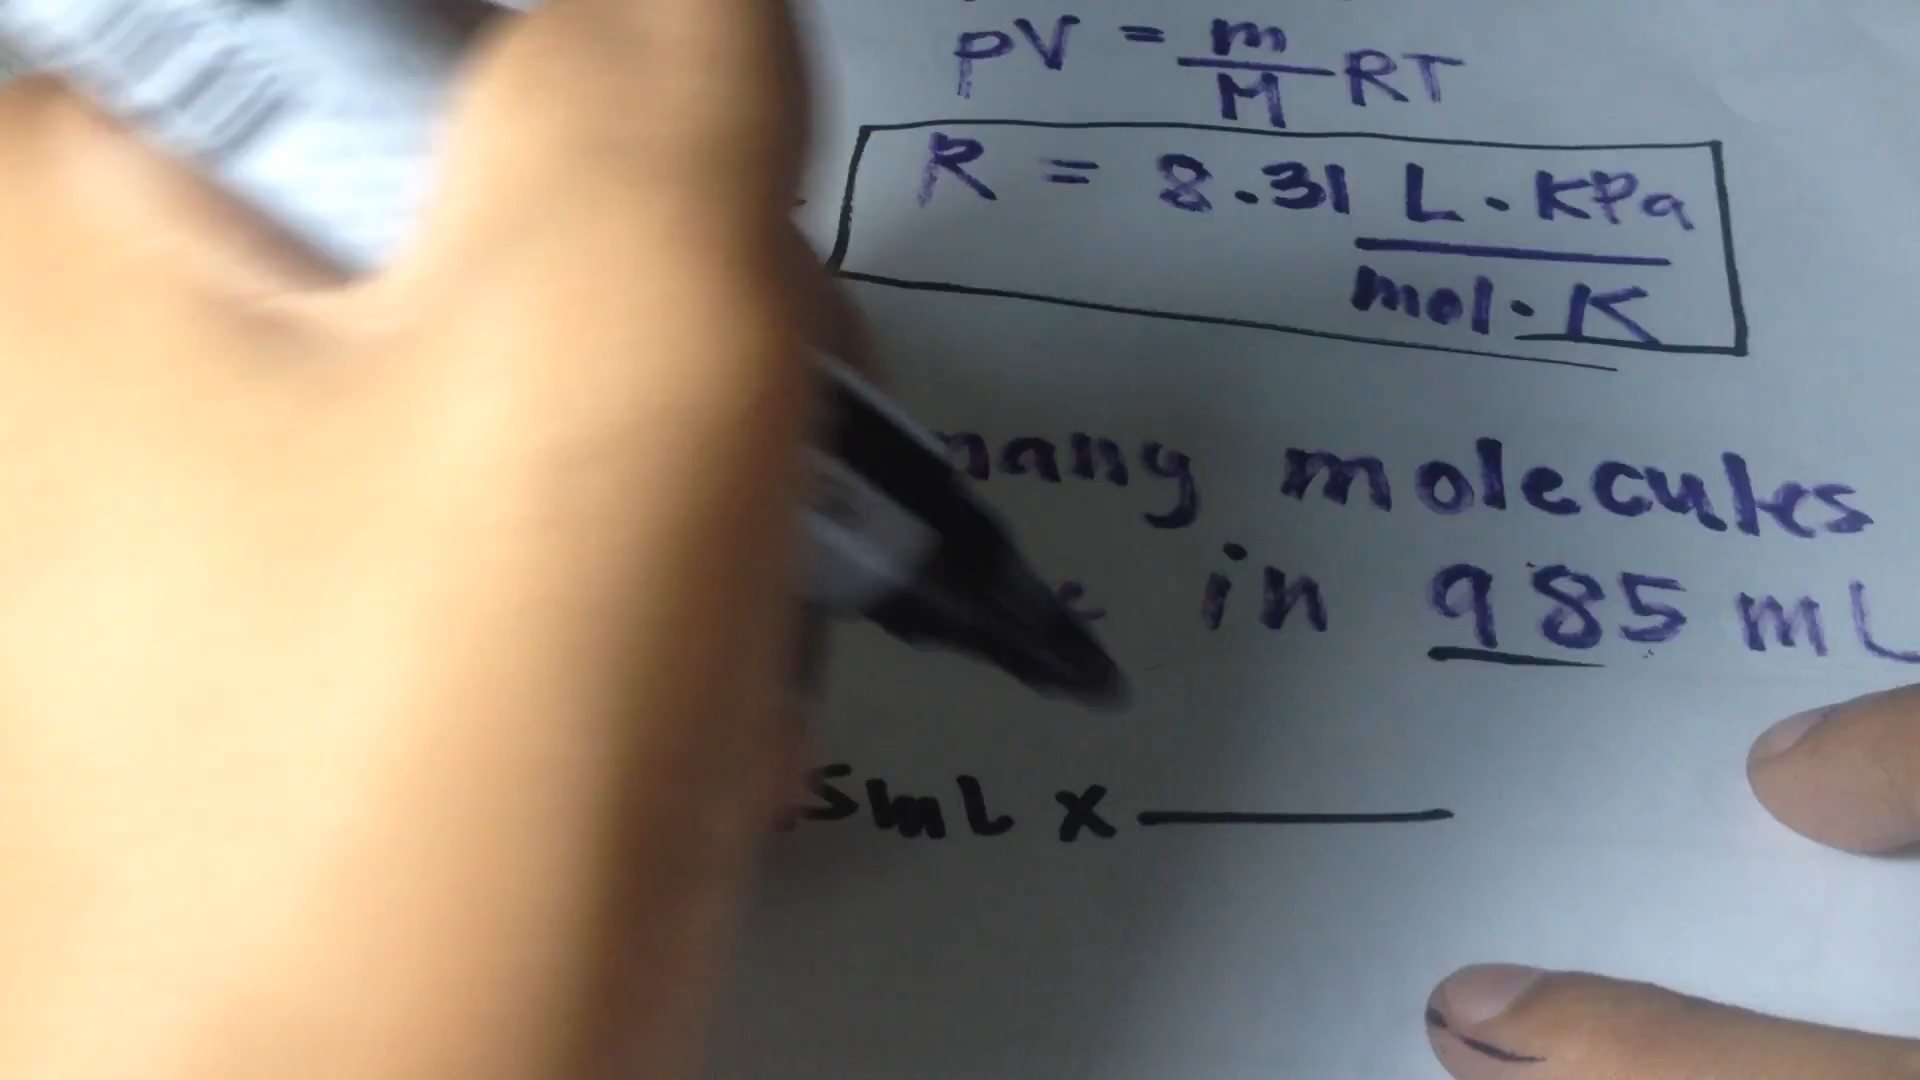 pV = m/M RT
R = 8.31 L · KPa / mol · K
many molecules
in 985 mL
5mL x